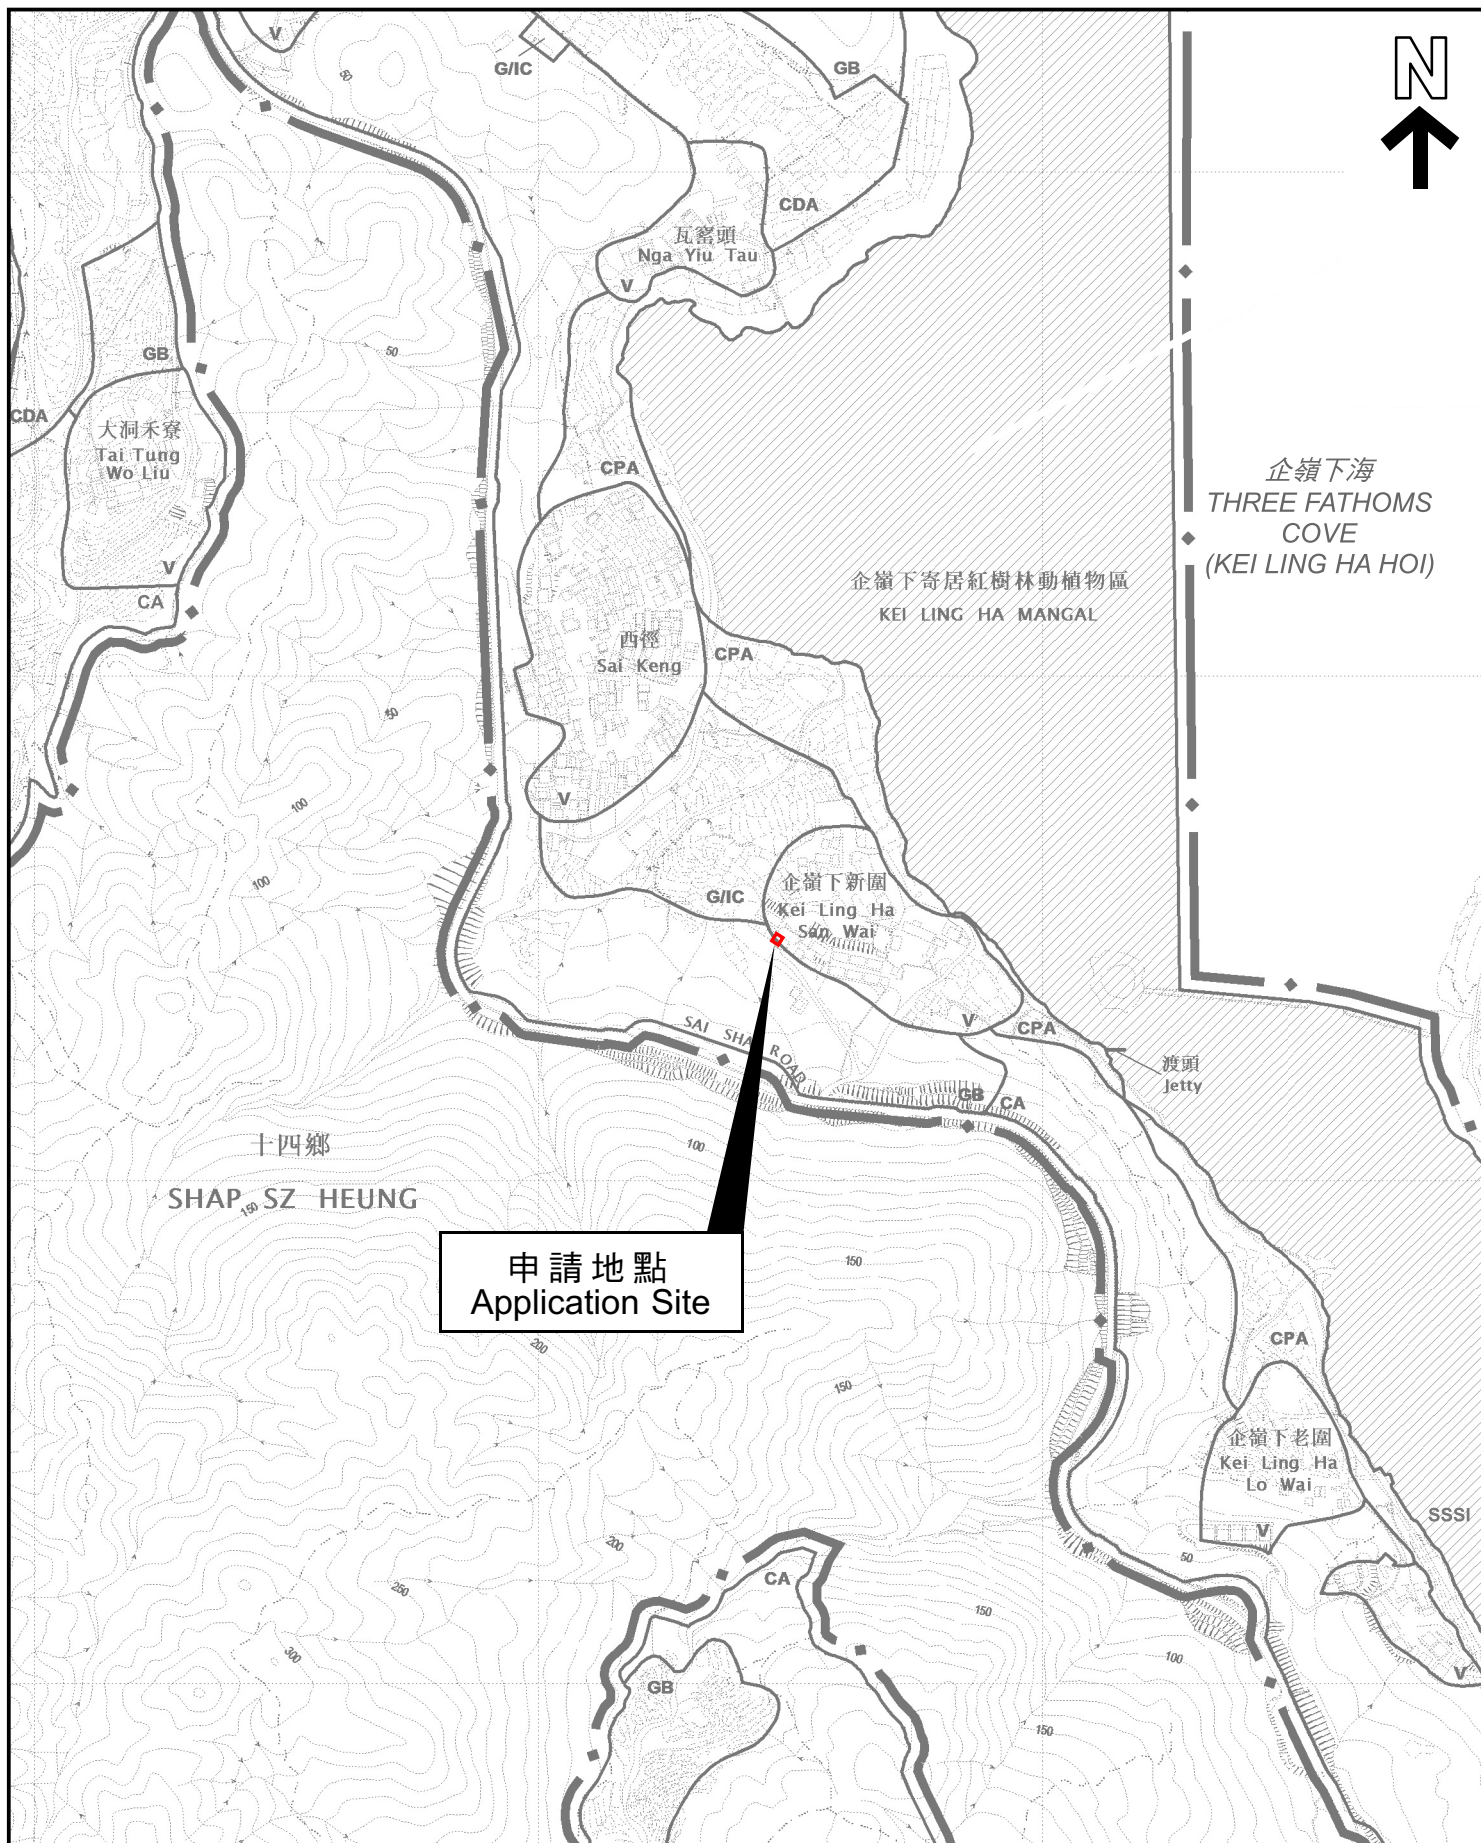 V
G/IC
GB
N
50
CDA
瓦窰頭
Nga Yiu Tau
V
GB
50
CDA
大洞禾寮
Tai Tung
Wo Liu
V
CA
CPA
企嶺下海
THREE FATHOMS
COVE
(KEI LING HA HOI)
企嶺下寄居紅樹林動植物區
KEI LING HA MANGAL
西徑
Sai Keng
CPA
50
V
100
100
G/IC
企嶺下新圍
Kei Ling Ha
San Wai
V
CPA
SAI SHA ROAD
渡頭
Jetty
GB
CA
十四鄉
SHAP SZ HEUNG
150
100
申請地點
Application Site
150
200
150
CPA
企嶺下老圍
Kei Ling Ha
Lo Wai
V
SSSI
200
50
CA
250
150
300
100
V
GB
150